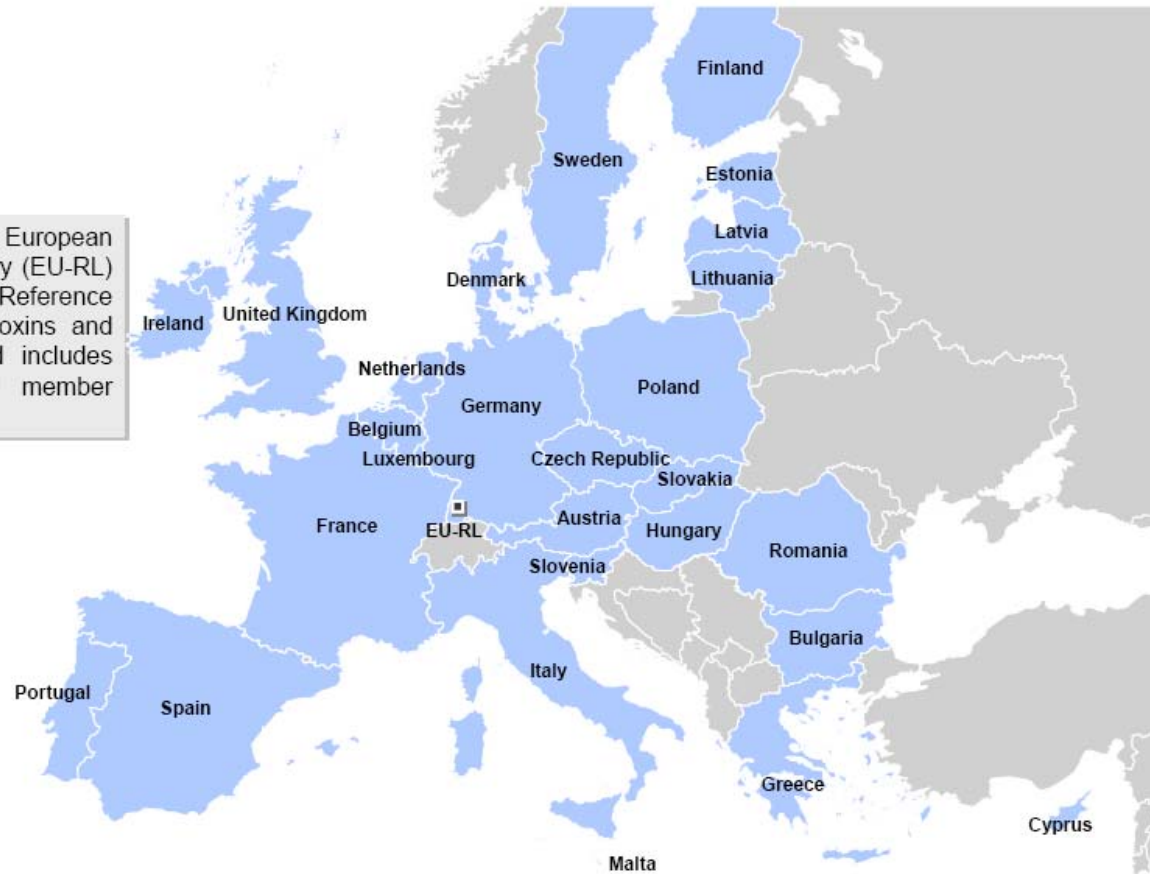 Finland
Sweden
Estonia
European
y (EU-RL)
Reference
oxins and
includes
member
Latvia
Denmark
Lithuania
Ireland
United Kingdom
Netherlands
Poland
Germany
Belgium
Luxembourg
Czech Republic
Slovakia
France
EU-RL
Austria
Hungary
Romania
Slovenia
Bulgaria
Italy
Portugal
Spain
Greece
Cyprus
Malta